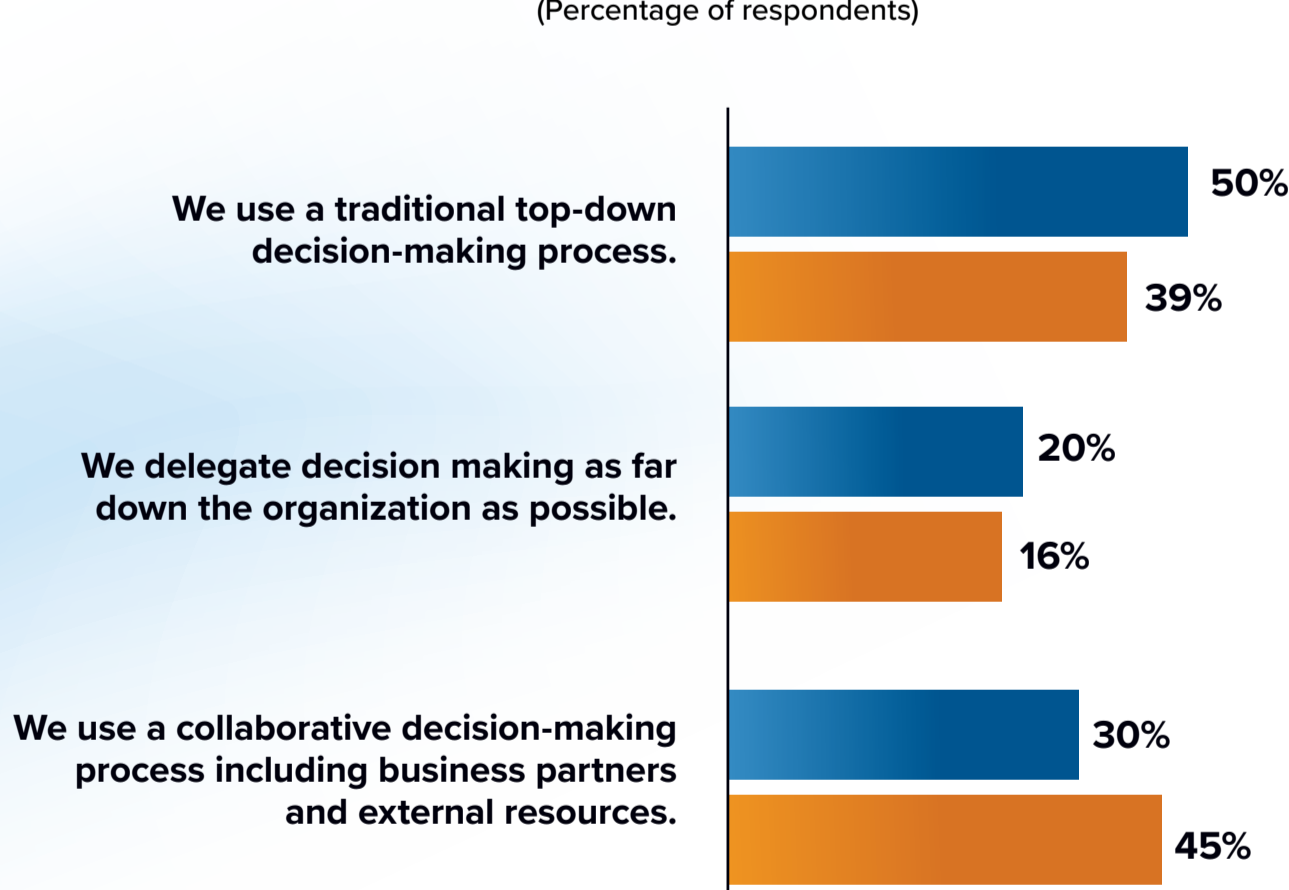 (Percentage of respondents)
We use a traditional top-down
decision-making process.
50%
39%
We delegate decision making as far
down the organization as possible.
20%
16%
We use a collaborative decision-making
process including business partners
and external resources.
30%
45%